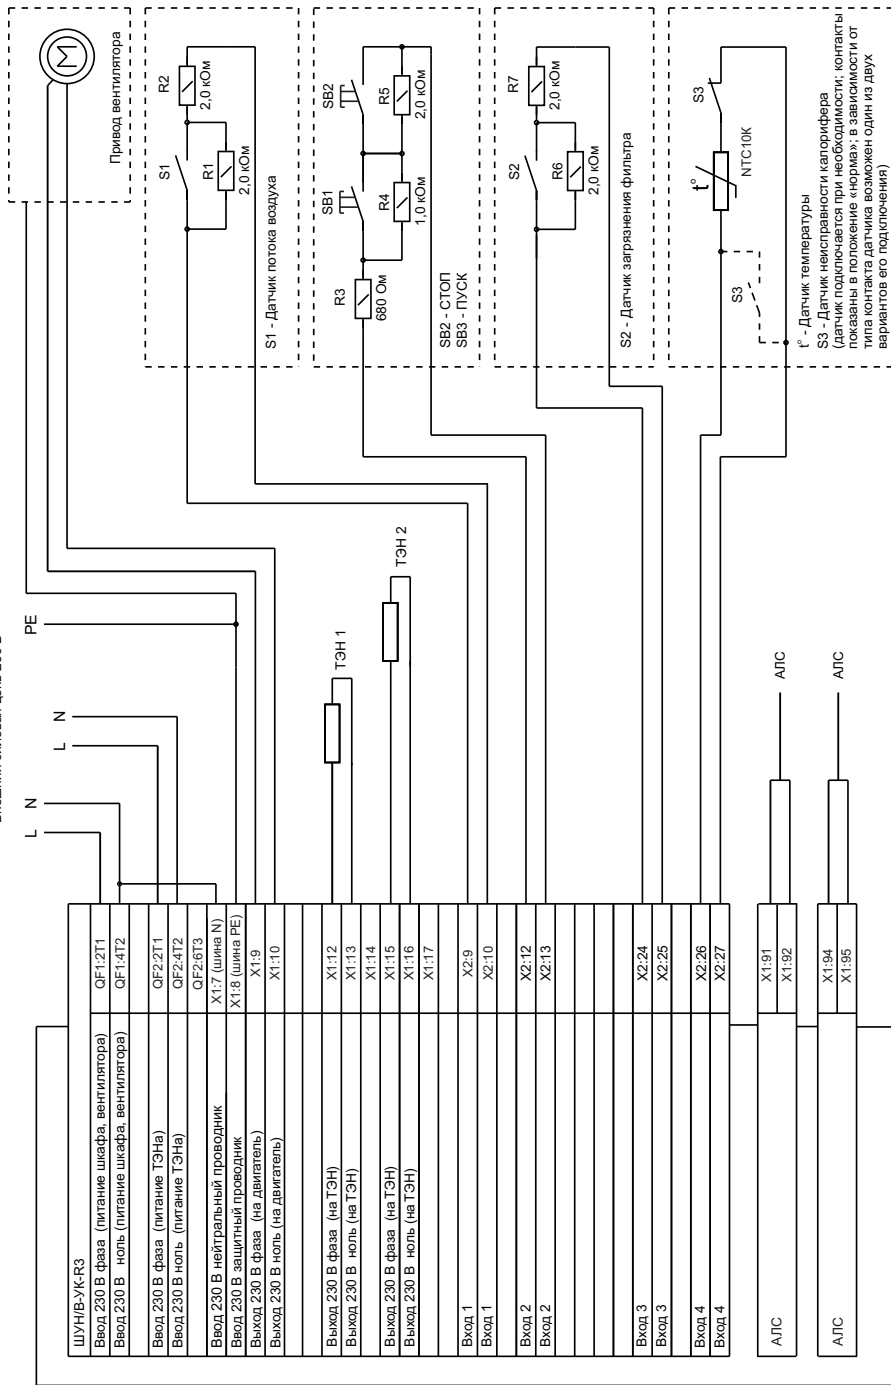 ШУН/В-УК-R3
Ввод 230 В фаза (питание шкафа, вентилятора)
QF1:2T1
Ввод 230 В ноль (питание шкафа, вентилятора)
QF1:4T2
Ввод 230 В фаза (питание ТЭНа)
QF2:2T1
Ввод 230 В ноль (питание ТЭНа)
QF2:4T2
QF2:6T3
Ввод 230 В нейтральный проводник
X1:7 (шина N)
Ввод 230 В защитный проводник
X1:8 (шина PE)
Выход 230 В фаза (на двигатель)
X1:9
Выход 230 В ноль (на двигатель)
X1:10
Выход 230 В фаза (на ТЭН)
X1:12
Выход 230 В ноль (на ТЭН)
X1:13
X1:14
Выход 230 В фаза (на ТЭН)
X1:15
Выход 230 В ноль (на ТЭН)
X1:16
X1:17
Вход 1
X2:9
Вход 1
X2:10
Вход 2
X2:12
Вход 2
X2:13
Вход 3
X2:24
Вход 3
X2:25
Вход 4
X2:26
Вход 4
X2:27
АЛС
X1:91
X1:92
АЛС
АЛС
X1:94
X1:95
АЛС
L
N
L
N
PE
ТЭН 1
ТЭН 2
M
Привод вентилятора
S1
R2
2,0 кОм
R1
2,0 кОм
S1 - Датчик потока воздуха
R3
680 Ом
SB1
R4
1,0 кОм
SB2
R5
2,0 кОм
SB2 - СТОП
SB3 - ПУСК
S2
R7
2,0 кОм
R6
2,0 кОм
S2 - Датчик загрязнения фильтра
t°
NTC10K
S3
S3
t° - Датчик температуры
S3 - Датчик неисправности калорифера
(датчик подключается при необходимости; контакты
показаны в положение «норма»; в зависимости от
типа контакта датчика возможен один из двух
вариантов его подключения)